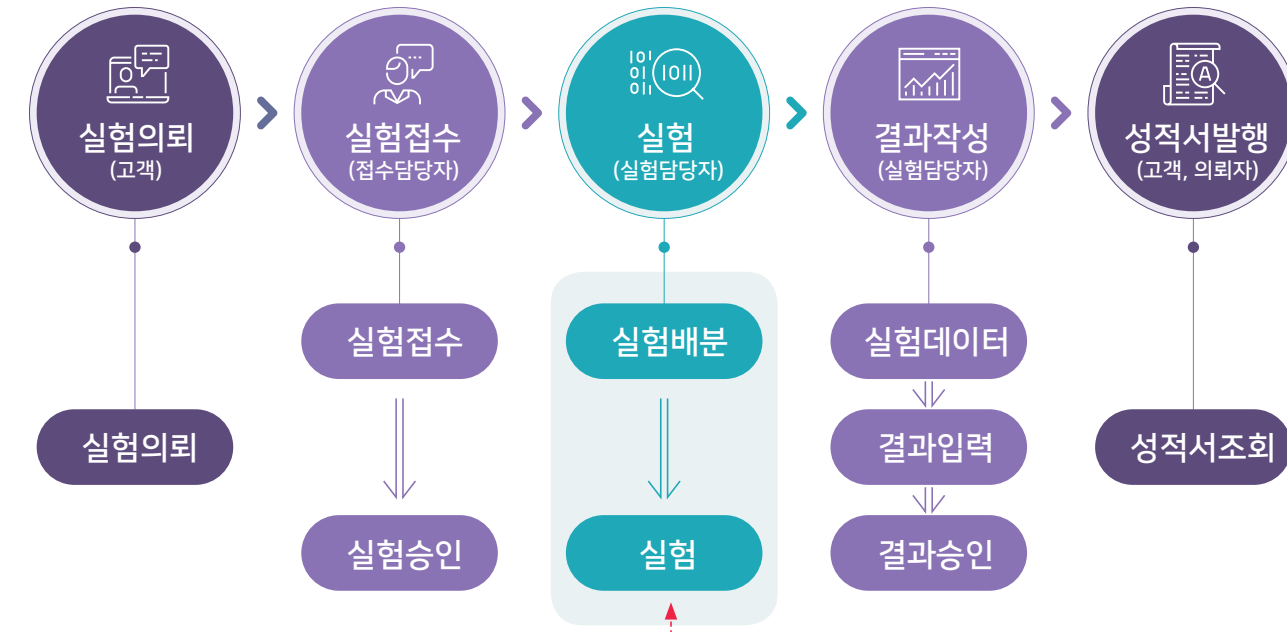 실험의뢰
(고객)
실험접수
(접수담당자)
실험
(실험담당자)
결과작성
(실험담당자)
성적서발행
(고객, 의뢰자)
실험의뢰
실험접수
실험승인
실험배분
실험
실험데이터
결과입력
결과승인
성적서조회